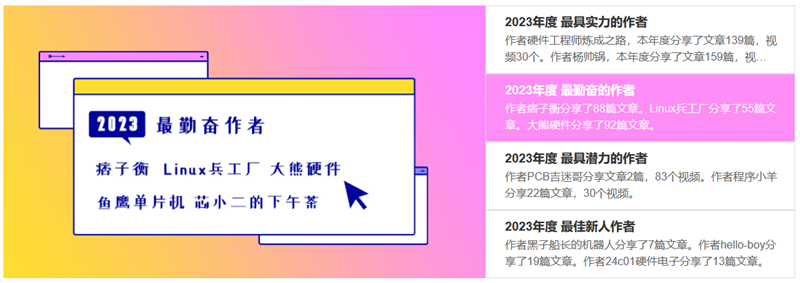 2023 最勤奋作者
痞子衡 Linux兵工厂 大熊硬件
鱼鹰单片机 芯小二的下午茶
2023年度 最具实力的作者
作者硬件工程师炼成之路，本年度分享了文章139篇，视
频30个。作者杨帅锅，本年度分享了文章159篇，视...
2023年度 最勤奋的作者
作者痞子衡分享了88篇文章。Linux兵工厂分享了55篇文
章。大熊硬件分享了92篇文章。
2023年度 最具潜力的作者
作者PCB吉迷哥分享文章2篇，83个视频。作者程序小羊
分享22篇文章，30个视频。
2023年度 最佳新人作者
作者黑子船长的机器人分享了7篇文章。作者hello-boy分
享了19篇文章。作者24c01硬件电子分享了13篇文章。